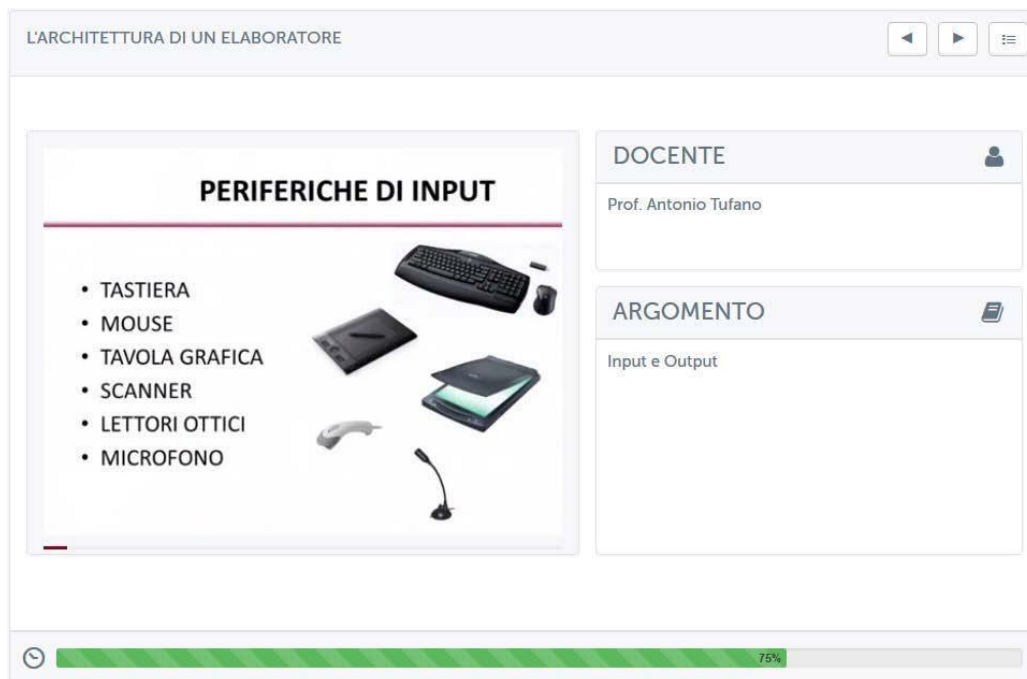 L'ARCHITETTURA DI UN ELABORATORE
PERIFERICHE DI INPUT
• TASTIERA
• MOUSE
• TAVOLA GRAFICA
• SCANNER
• LETTORI OTTICI
• MICROFONO
DOCENTE
Prof. Antonio Tufano
ARGOMENTO
Input e Output
75%